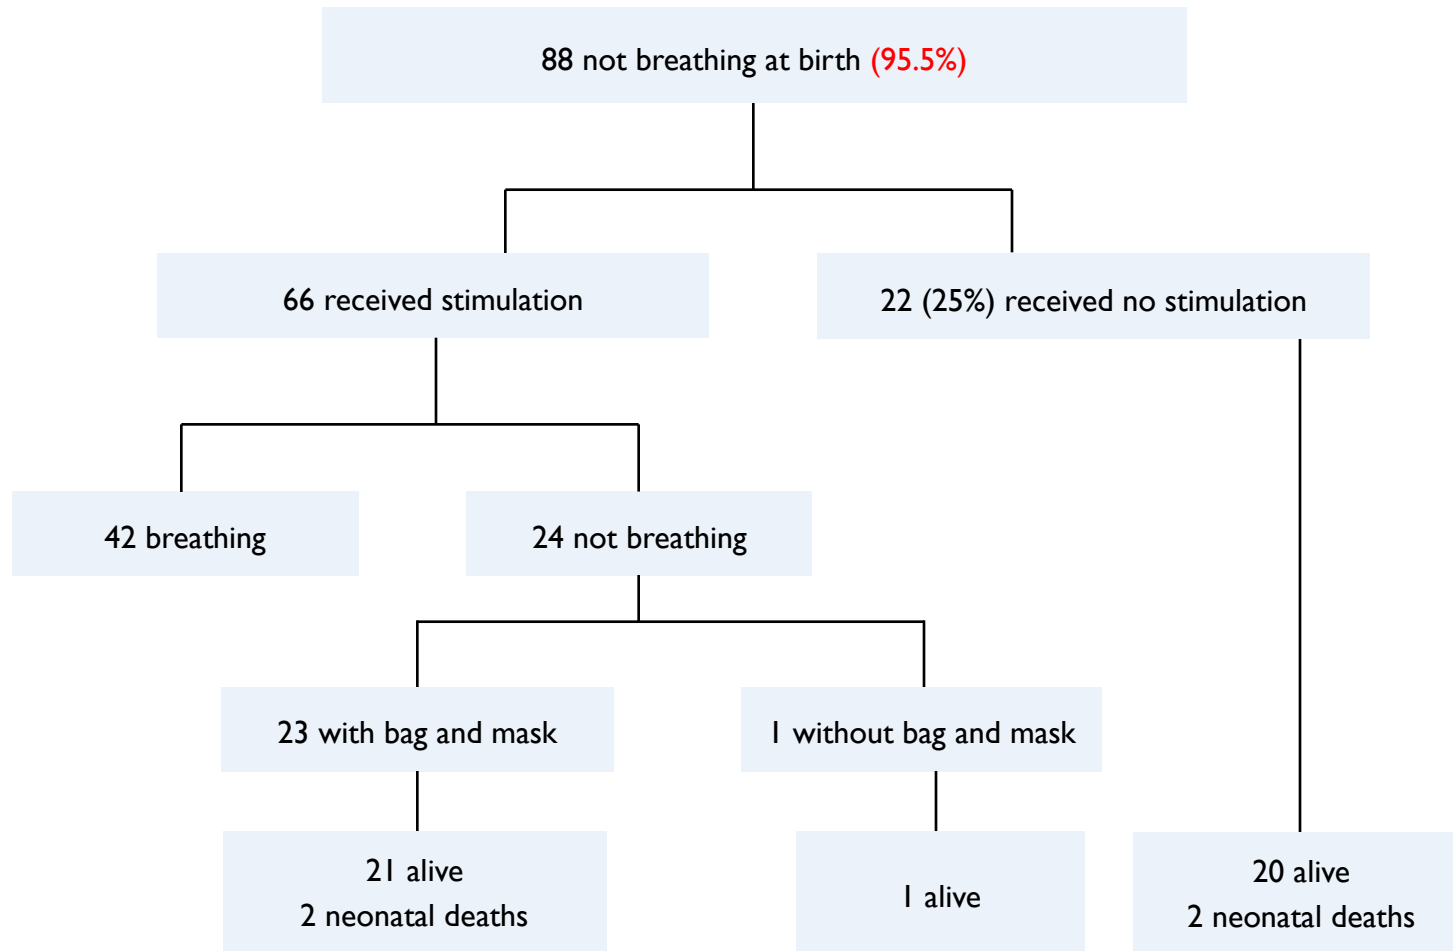 88 not breathing at birth (95.5%)
66 received stimulation
22 (25%) received no stimulation
42 breathing
24 not breathing
23 with bag and mask
1 without bag and mask
21 alive
2 neonatal deaths
1 alive
20 alive
2 neonatal deaths